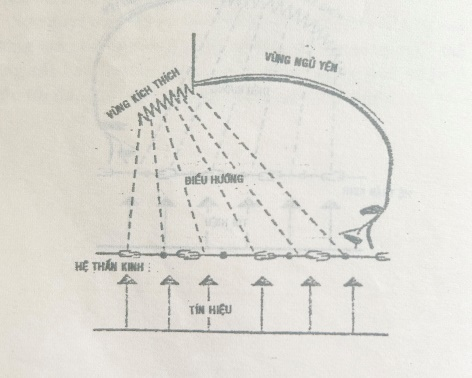 VÙNG NGỦ YÊN
VÙNG KÍCH THÍCH
ĐIỀU HƯỚNG
HỆ THẦN KINH :
TÍN HIỆU